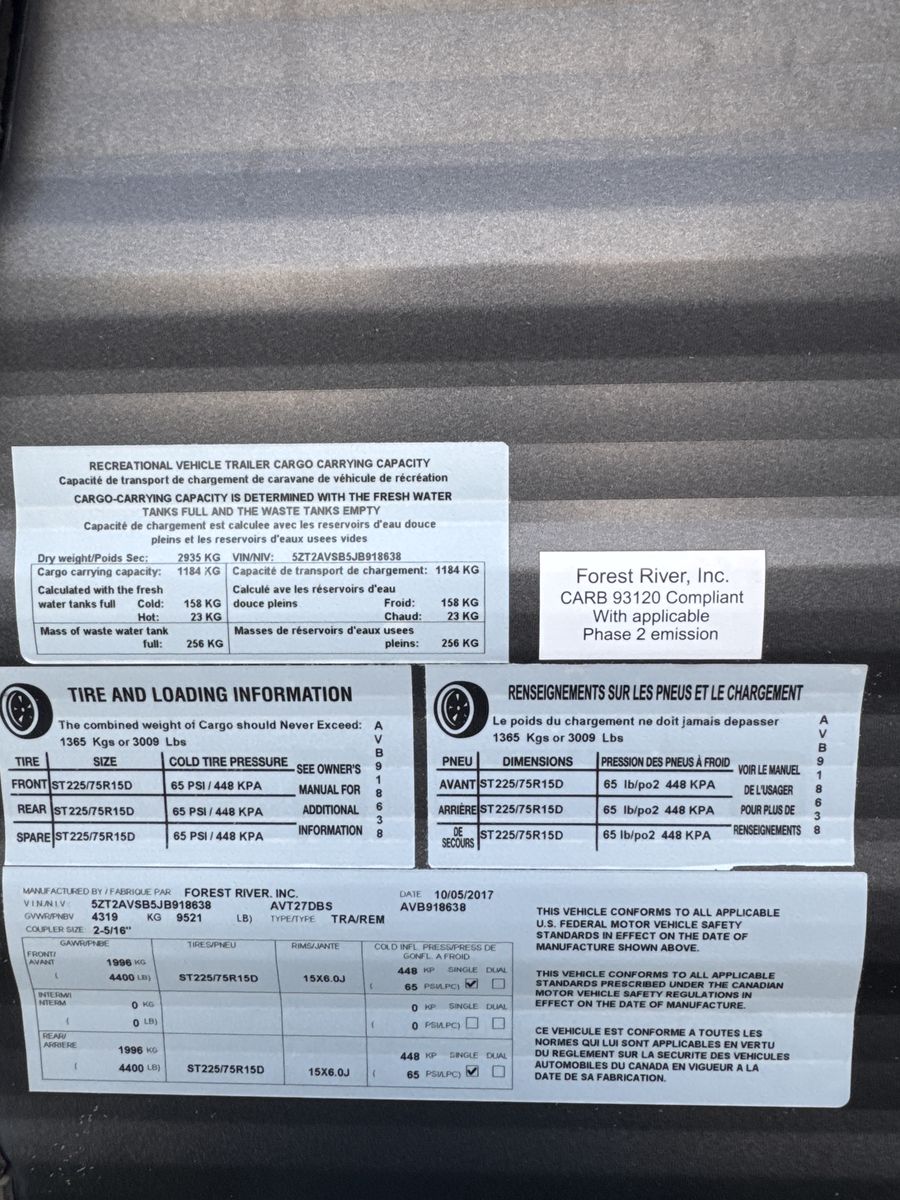 RECREATIONAL VEHICLE TRAILER CARGO CARRYING CAPACITY
Capacité de transport de chargement de caravane de véhicule de récréation
CARGO-CARRYING CAPACITY IS DETERMINED WITH THE FRESH WATER
TANKS FULL AND THE WASTE TANKS EMPTY
Capacité de chargement est calculee avec les reservoirs d'eau douce
pleins et les reservoirs d'eaux usees vides
Dry weight/Poids Sec: 2935 KG VIN/NIV: 5ZT2AVSB5JB918638
Cargo carrying capacity: 1184 KG Capacité de transport de chargement: 1184 KG
Calculated with the fresh Calculé ave les réservoirs d'eau
water tanks full Cold: 158 KG douce pleins Froid: 158 KG
Hot: 23 KG Chaud: 23 KG
Mass of waste water tank Masses de réservoirs d'eaux usees
full: 256 KG pleins: 256 KG
Forest River, Inc.
CARB 93120 Compliant
With applicable
Phase 2 emission
TIRE AND LOADING INFORMATION
The combined weight of Cargo should Never Exceed:
1365 Kgs or 3009 Lbs
TIRE SIZE COLD TIRE PRESSURE SEE OWNER'S
FRONT ST225/75R15D 65 PSI / 448 KPA MANUAL FOR
REAR ST225/75R15D 65 PSI / 448 KPA ADDITIONAL
SPARE ST225/75R15D 65 PSI / 448 KPA INFORMATION
AVB918638
RENSEIGNEMENTS SUR LES PNEUS ET LE CHARGEMENT
Le poids du chargement ne doit jamais depasser
1365 Kgs or 3009 Lbs
PNEU DIMENSIONS PRESSION DES PNEUS À FROID VOIR LE MANUEL
AVANT ST225/75R15D 65 lb/po2 448 KPA DE L'USAGER
ARRIÈRE ST225/75R15D 65 lb/po2 448 KPA POUR PLUS DE
DE SECOURS ST225/75R15D 65 lb/po2 448 KPA RENSEIGNEMENTS
AVB918638
MANUFACTURED BY / FABRIQUE PAR FOREST RIVER, INC. DATE 10/05/2017
V.I.N./N.I.V: 5ZT2AVSB5JB918638 AVT27DBS AVB918638
GVWR/PNBV 4319 KG 9521 LB) TYPE/TYPE TRA/REM
COUPLER SIZE: 2-5/16"
GAWR/PNBE TIRES/PNEU RIMS/JANTE COLD INFL. PRESS/PRESS DE
GONFL. A FROID
FRONT/
AVANT 1996 KG 448 KP SINGLE DUAL
( 4400 LB) ST225/75R15D 15X6.0J ( 65 PSI/LPC)
INTERM/I
NTERM 0 KG 0 KP SINGLE DUAL
( 0 LB) ( 0 PSI/LPC)
REAR/
ARRIERE 1996 KG 448 KP SINGLE DUAL
( 4400 LB) ST225/75R15D 15X6.0J ( 65 PSI/LPC)
THIS VEHICLE CONFORMS TO ALL APPLICABLE
U.S. FEDERAL MOTOR VEHICLE SAFETY
STANDARDS IN EFFECT ON THE DATE OF
MANUFACTURE SHOWN ABOVE.
THIS VEHICLE CONFORMS TO ALL APPLICABLE
STANDARDS PRESCRIBED UNDER THE CANADIAN
MOTOR VEHICLE SAFETY REGULATIONS IN
EFFECT ON THE DATE OF MANUFACTURE.
CE VEHICULE EST CONFORME A TOUTES LES
NORMES QUI LUI SONT APPLICABLES EN VERTU
DU REGLEMENT SUR LA SECURITE DES VEHICULES
AUTOMOBILES DU CANADA EN VIGUEUR A LA
DATE DE SA FABRICATION.